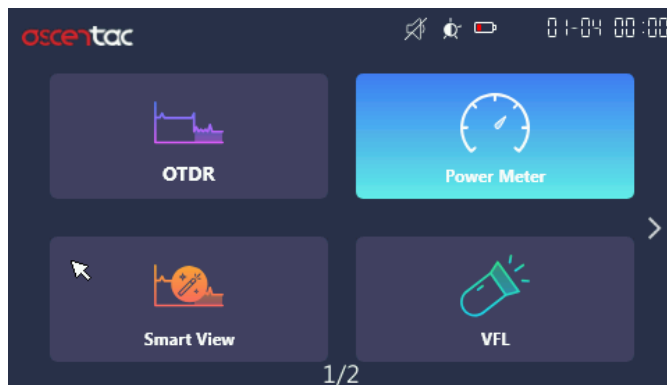 ascentac
01-04 00:00
OTDR
Power Meter
Smart View
VFL
1/2